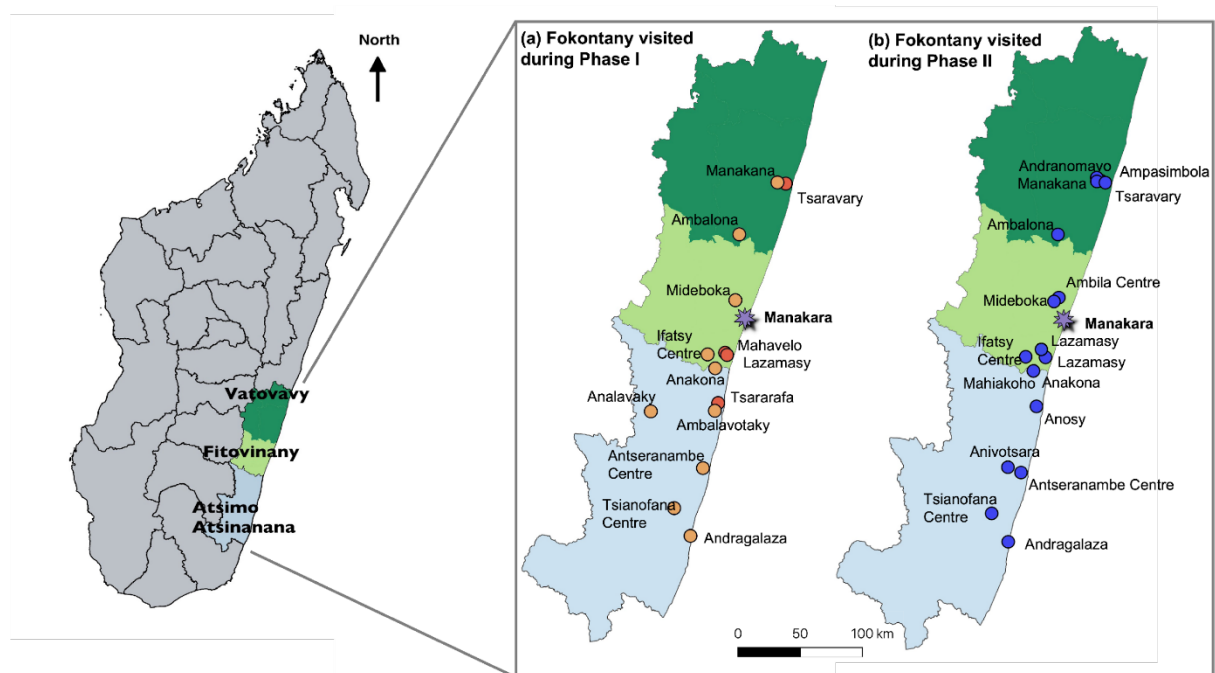 North
Vatovavy
Fitovinany
Atsimo
Atsinanana
(a) Fokontany visited
during Phase I
Manakana
Tsaravary
Ambalona
Mideboka
Manakara
Ifatsy
Centre
Mahavelo
Lazamasy
Anakona
Analavaky
Tsararafa
Ambalavotaky
Antseranambe
Centre
Tsianofana
Centre
Andragalaza
(b) Fokontany visited
during Phase II
Andranomavo
Ampasimbola
Manakana
Tsaravary
Ambalona
Ambila Centre
Mideboka
Manakara
Lazamasy
Ifatsy
Centre
Lazamasy
Mahiakoho
Anakona
Anosy
Anivotsara
Antseranambe Centre
Tsianofana
Centre
Andragalaza
0 50 100 km